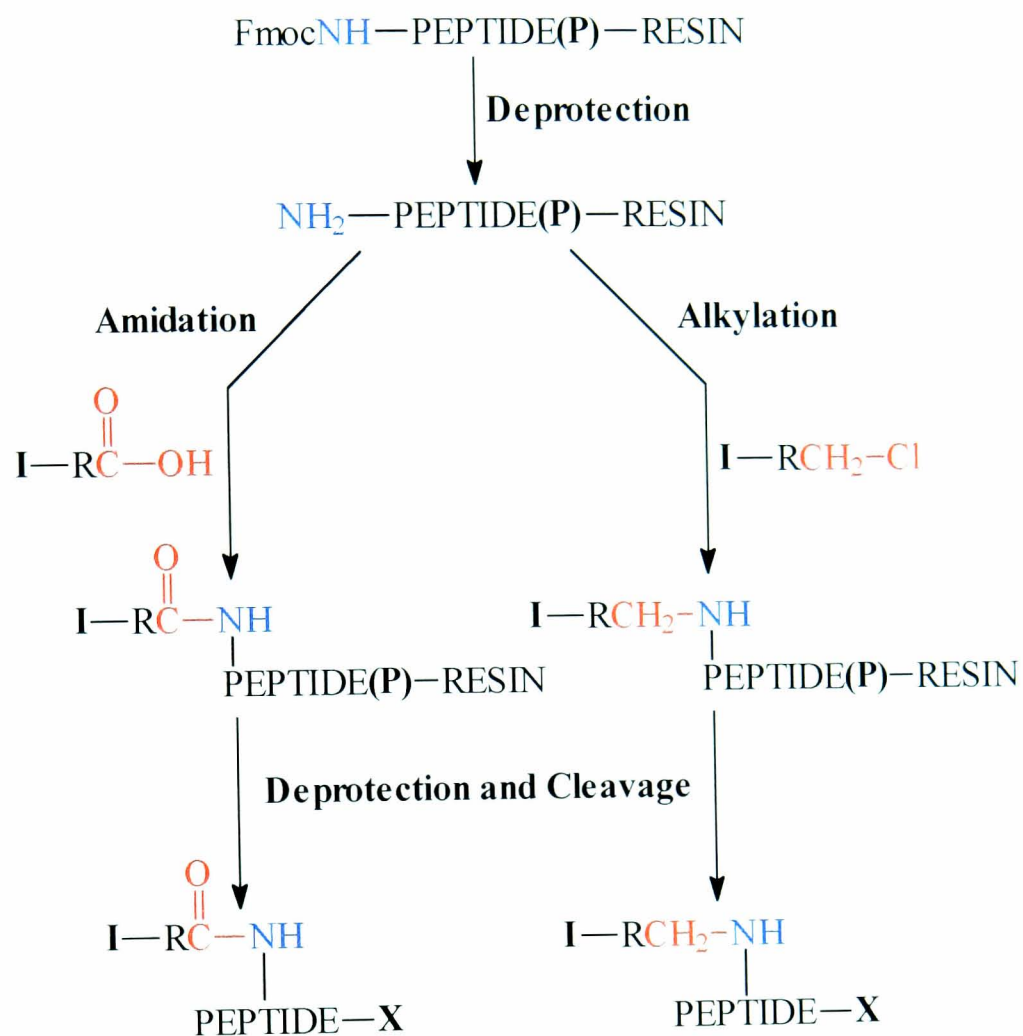 FmocNH—PEPTIDE(P)—RESIN
Deprotection
NH₂—PEPTIDE(P)—RESIN
Amidation
Alkylation
O
I—RC—OH
I—RCH₂—Cl
O
I—RC—NH
I—RCH₂—NH
PEPTIDE(P)—RESIN
PEPTIDE(P)—RESIN
Deprotection and Cleavage
O
I—RC—NH
I—RCH₂—NH
PEPTIDE—X
PEPTIDE—X